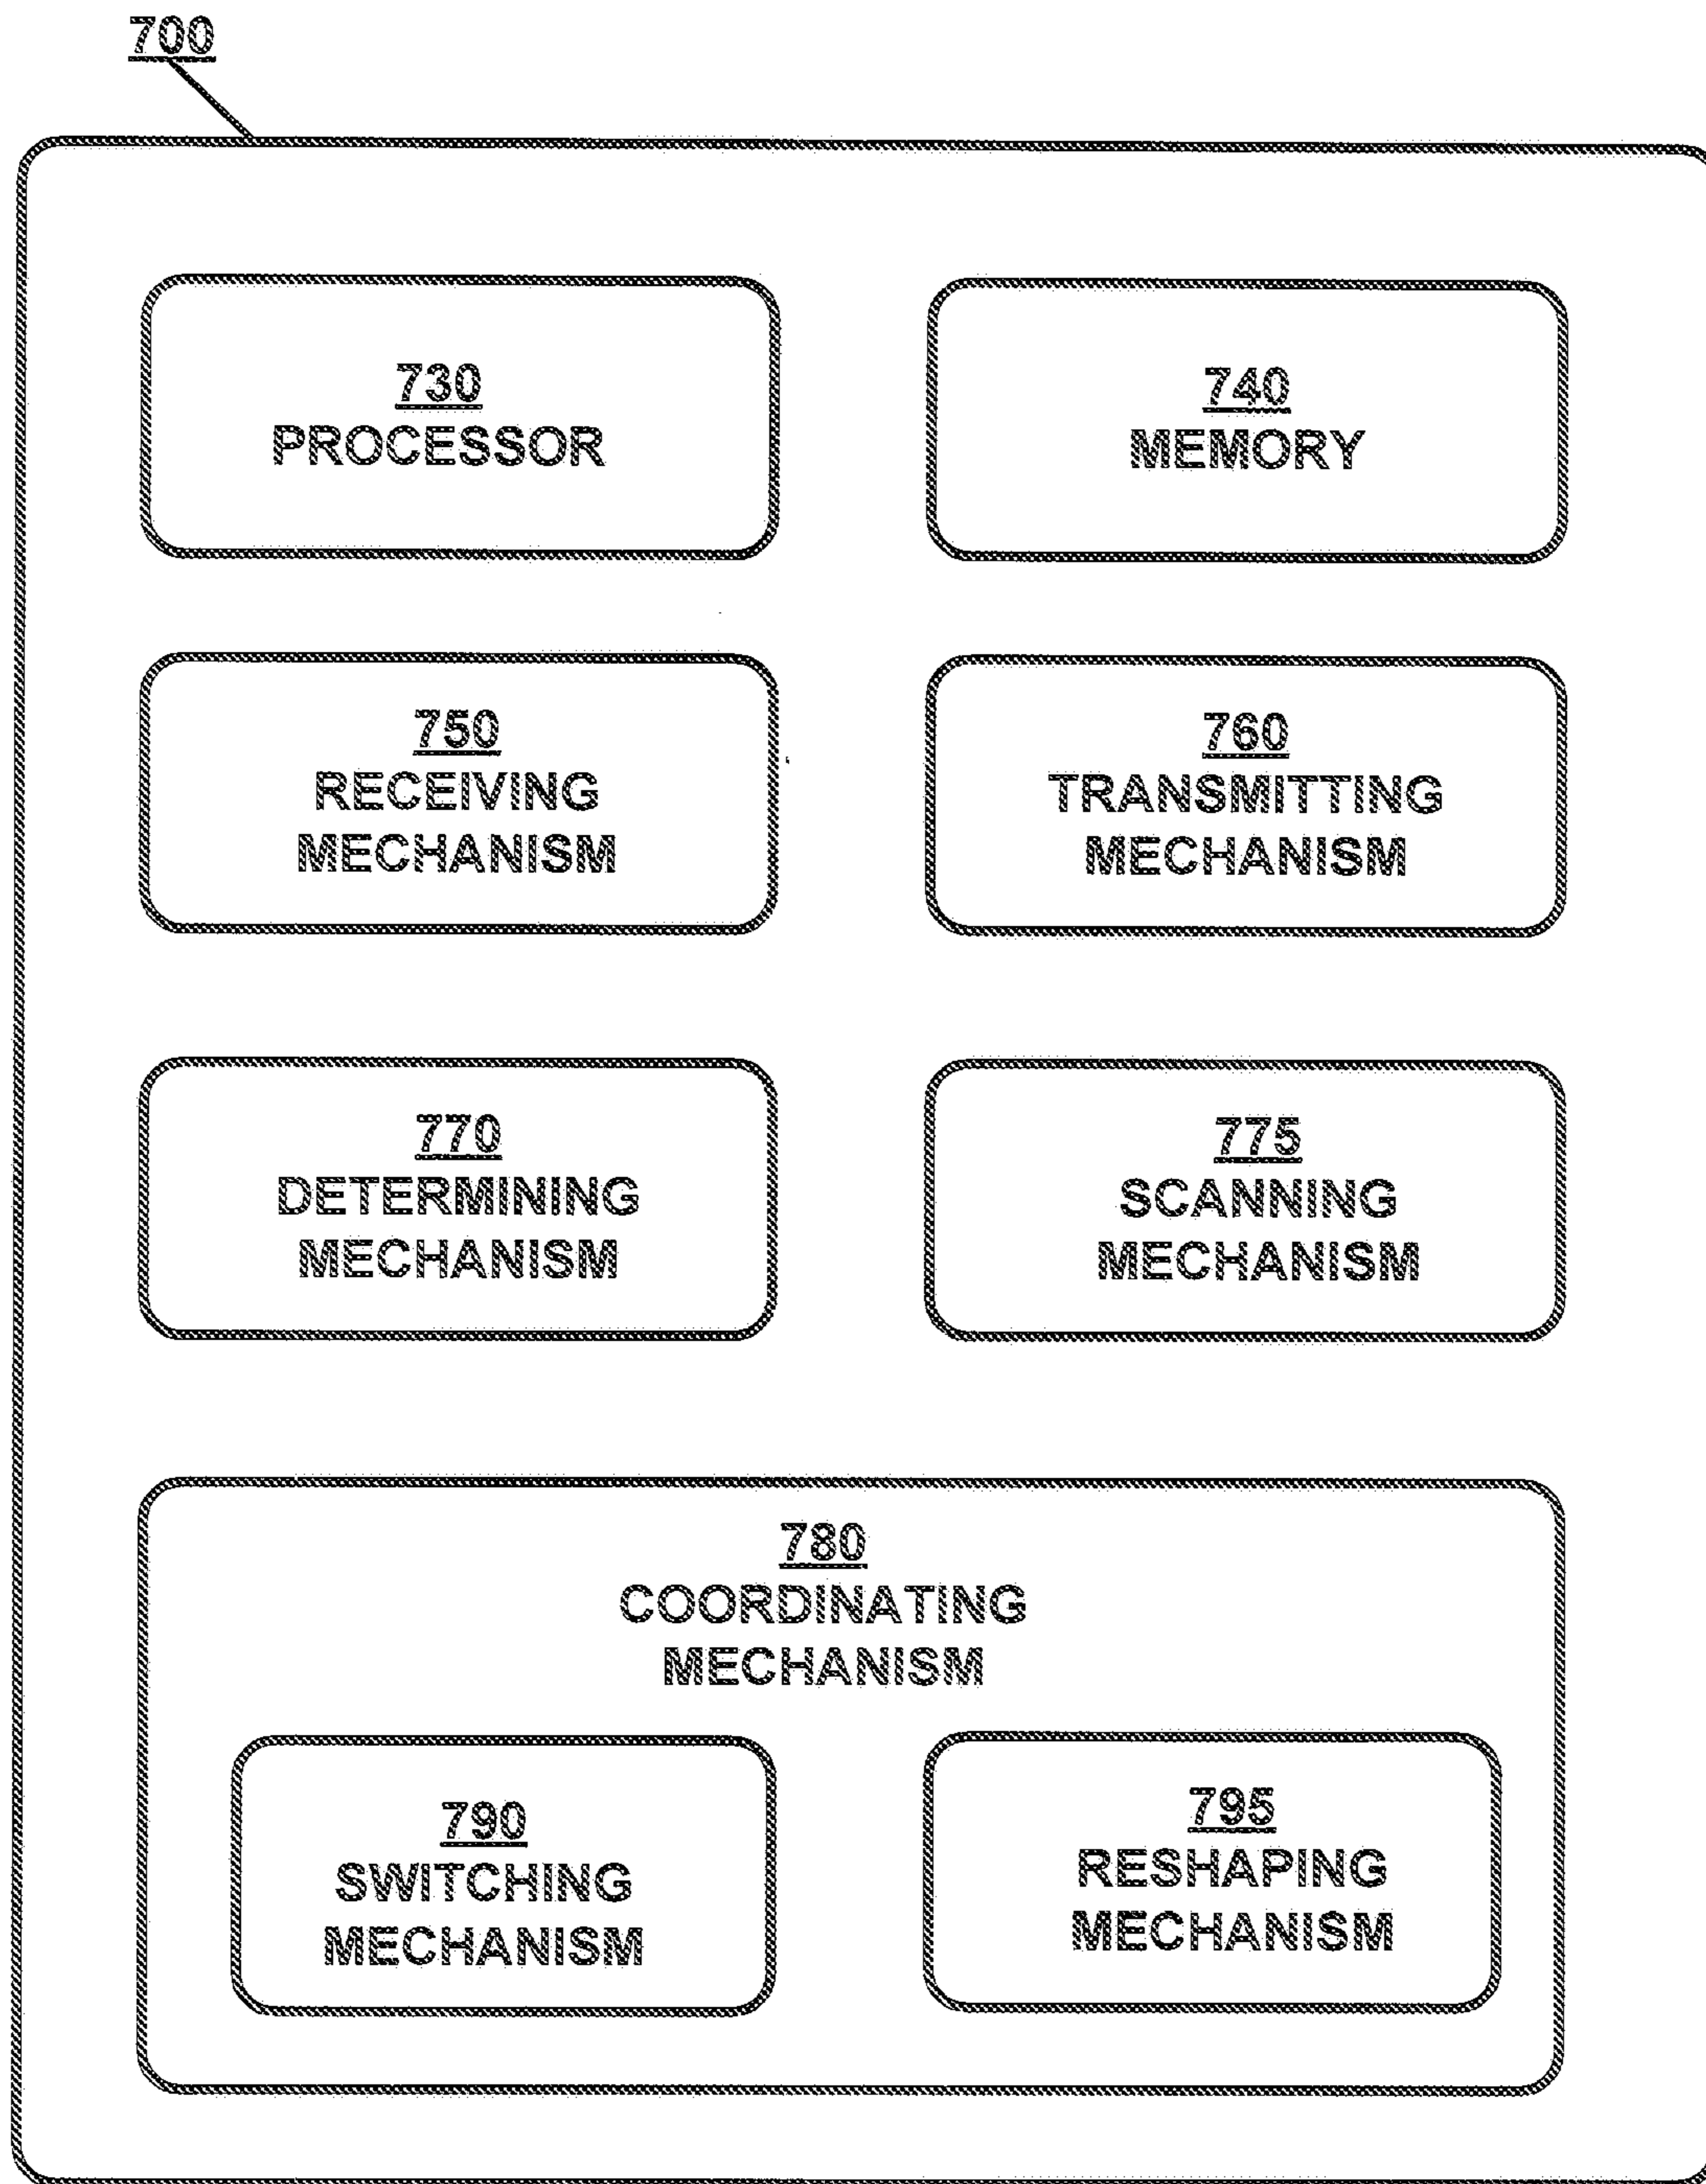 700
730
PROCESSOR
740
MEMORY
750
RECEIVING
MECHANISM
760
TRANSMITTING
MECHANISM
770
DETERMINING
MECHANISM
775
SCANNING
MECHANISM
780
COORDINATING
MECHANISM
790
SWITCHING
MECHANISM
795
RESHAPING
MECHANISM